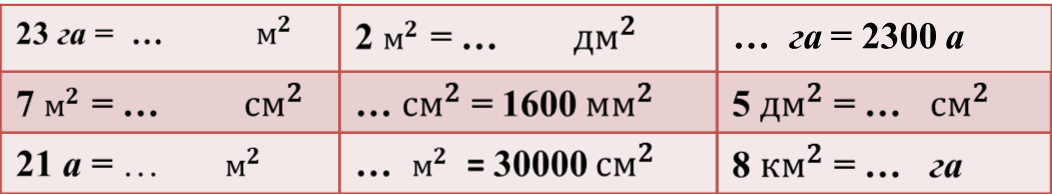 23 га = … м² 2 м² = … дм² … га = 2300 а
7 м² = … см² … см² = 1600 мм² 5 дм² = … см²
21 а = … м² … м² = 30000 см² 8 км² = … га